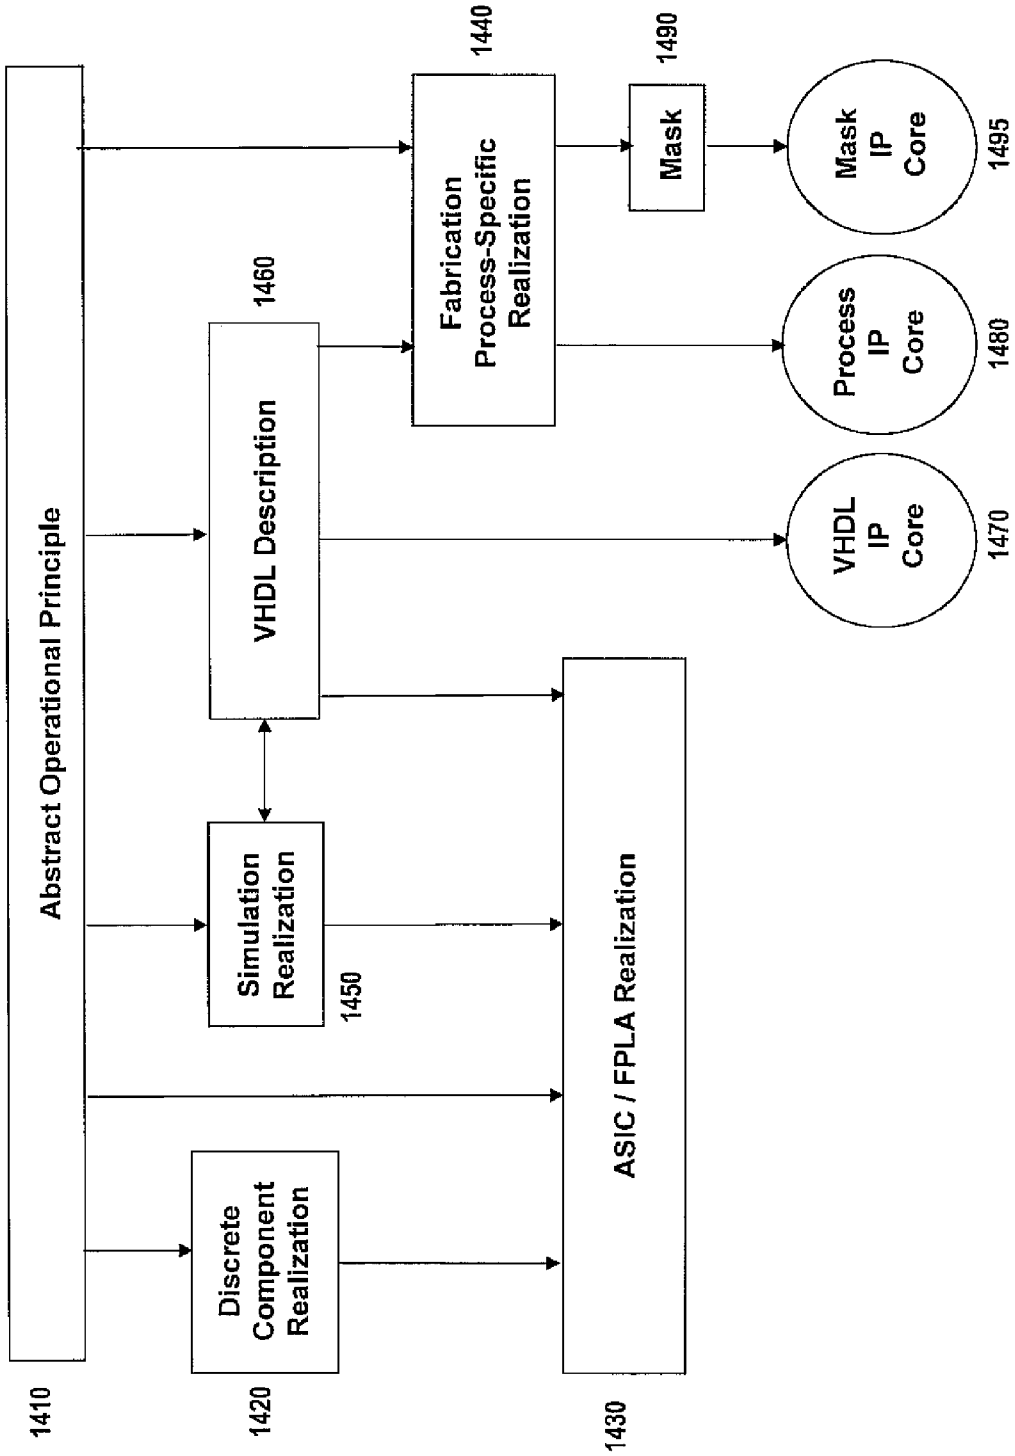 1410
Abstract Operational Principle
1420
Discrete
Component
Realization
Simulation
Realization
1450
VHDL Description
1460
Fabrication
Process-Specific
Realization
1440
1430
ASIC / FPLA Realization
Mask
1490
VHDL
IP
Core
1470
Process
IP
Core
1480
Mask
IP
Core
1495